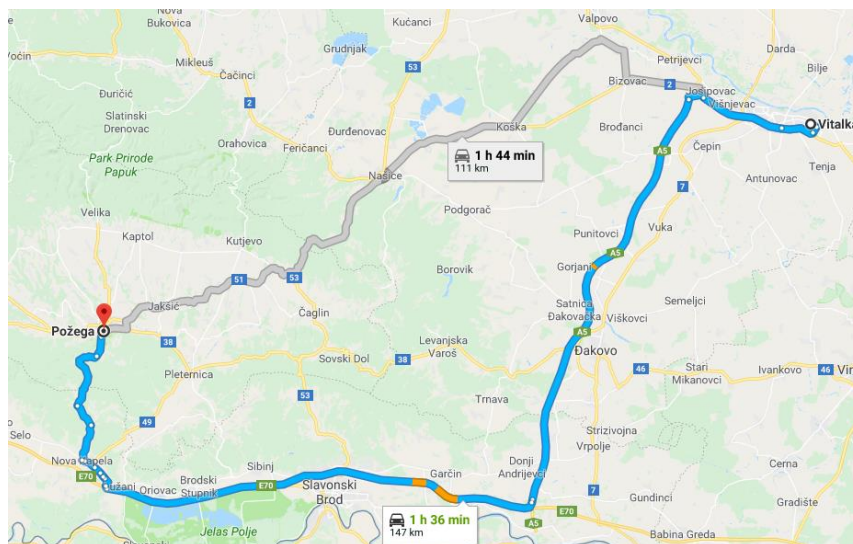 Nova
Bukovica
Kućanci
Valpovo
Voćin
Mikleuš
Grudnjak
53
Petrijevci
Darda
Čačinci
Bizovac
2
Bilje
Đuričić
2
Josipovac
Višnjevac
Slatinski
Drenovac
Đurđenovac
Koška
Brođanci
Vitalka
Orahovica
Feričanci
1 h 44 min
111 km
A5
Čepin
Tenja
Park Prirode
Papuk
Našice
Antunovac
7
Velika
Podgorač
Vuka
Kaptol
Kutjevo
Punitovci
A5
51
53
Borovik
Gorjani
Jakšić
Satnica
Đakovačka
Semeljci
Požega
Čaglin
Viškovci
38
Levanjska
Varoš
A5
Sovski Dol
38
Đakovo
Pleternica
46
Stari
Mikanovci
Ivankovo
46
53
Trnava
49
Strizivojna
Vrpolje
Selo
Nova Kapela
Sibinj
Garčin
Donji
Andrijevci
Cerna
E70
Lužani
Oriovac
Brodski
Stupnik
E70
Slavonski
Brod
7
Gundinci
Gradište
1 h 36 min
147 km
E70
A5
Jelas Polje
Babina Greda